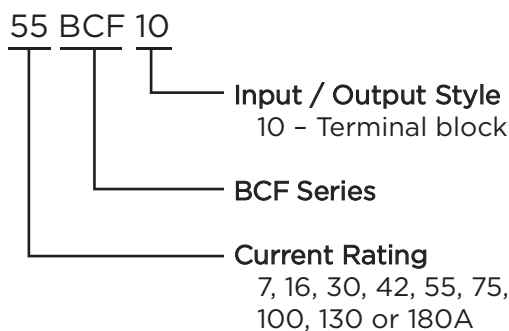 55 BCF 10
Input / Output Style
10 – Terminal block
BCF Series
Current Rating
7, 16, 30, 42, 55, 75,
100, 130 or 180A